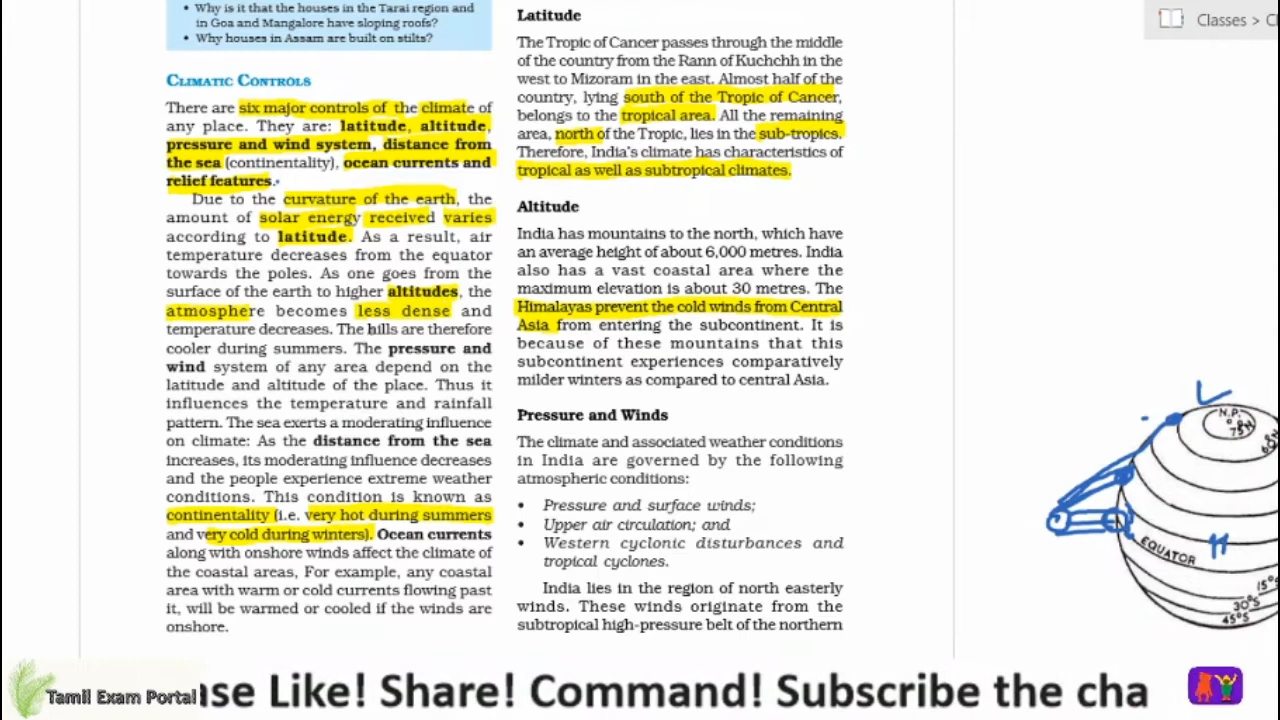 • Why is it that the houses in the Tarai region and
in Goa and Mangalore have sloping roofs?
• Why houses in Assam are built on stilts?
CLIMATIC CONTROLS
There are six major controls of the climate of
any place. They are: latitude, altitude,
pressure and wind system, distance from
the sea (continentality), ocean currents and
relief features.
Due to the curvature of the earth, the
amount of solar energy received varies
according to latitude. As a result, air
temperature decreases from the equator
towards the poles. As one goes from the
surface of the earth to higher altitudes, the
atmosphere becomes less dense and
temperature decreases. The hills are therefore
cooler during summers. The pressure and
wind system of any area depend on the
latitude and altitude of the place. Thus it
influences the temperature and rainfall
pattern. The sea exerts a moderating influence
on climate: As the distance from the sea
increases, its moderating influence decreases
and the people experience extreme weather
conditions. This condition is known as
continentality (i.e. very hot during summers
and very cold during winters). Ocean currents
along with onshore winds affect the climate of
the coastal areas, For example, any coastal
area with warm or cold currents flowing past
it, will be warmed or cooled if the winds are
onshore.
Latitude
The Tropic of Cancer passes through the middle
of the country from the Rann of Kuchchh in the
west to Mizoram in the east. Almost half of the
country, lying south of the Tropic of Cancer,
belongs to the tropical area. All the remaining
area, north of the Tropic, lies in the sub-tropics.
Therefore, India's climate has characteristics of
tropical as well as subtropical climates.
Altitude
India has mountains to the north, which have
an average height of about 6,000 metres. India
also has a vast coastal area where the
maximum elevation is about 30 metres. The
Himalayas prevent the cold winds from Central
Asia from entering the subcontinent. It is
because of these mountains that this
subcontinent experiences comparatively
milder winters as compared to central Asia.
Pressure and Winds
The climate and associated weather conditions
in India are governed by the following
atmospheric conditions:
• Pressure and surface winds;
• Upper air circulation; and
• Western cyclonic disturbances and
tropical cyclones.
India lies in the region of north easterly
winds. These winds originate from the
subtropical high-pressure belt of the northern
Classes > C
N.P.
75°N
EQUATOR
15°S
30°S
45°S
Tamil Exam Portal
ase Like! Share! Command! Subscribe the cha